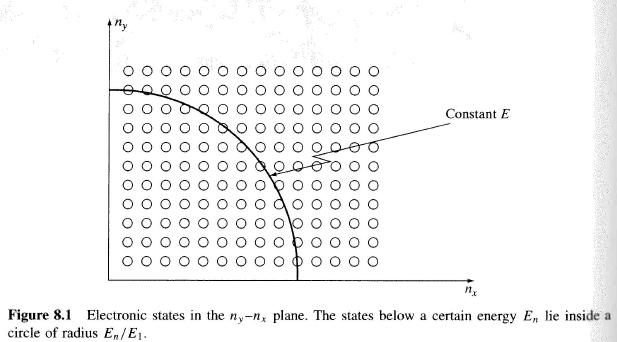 n_y
Constant E
n_x
Figure 8.1 Electronic states in the n_y–n_x plane. The states below a certain energy E_n lie inside a
circle of radius E_n/E_1.